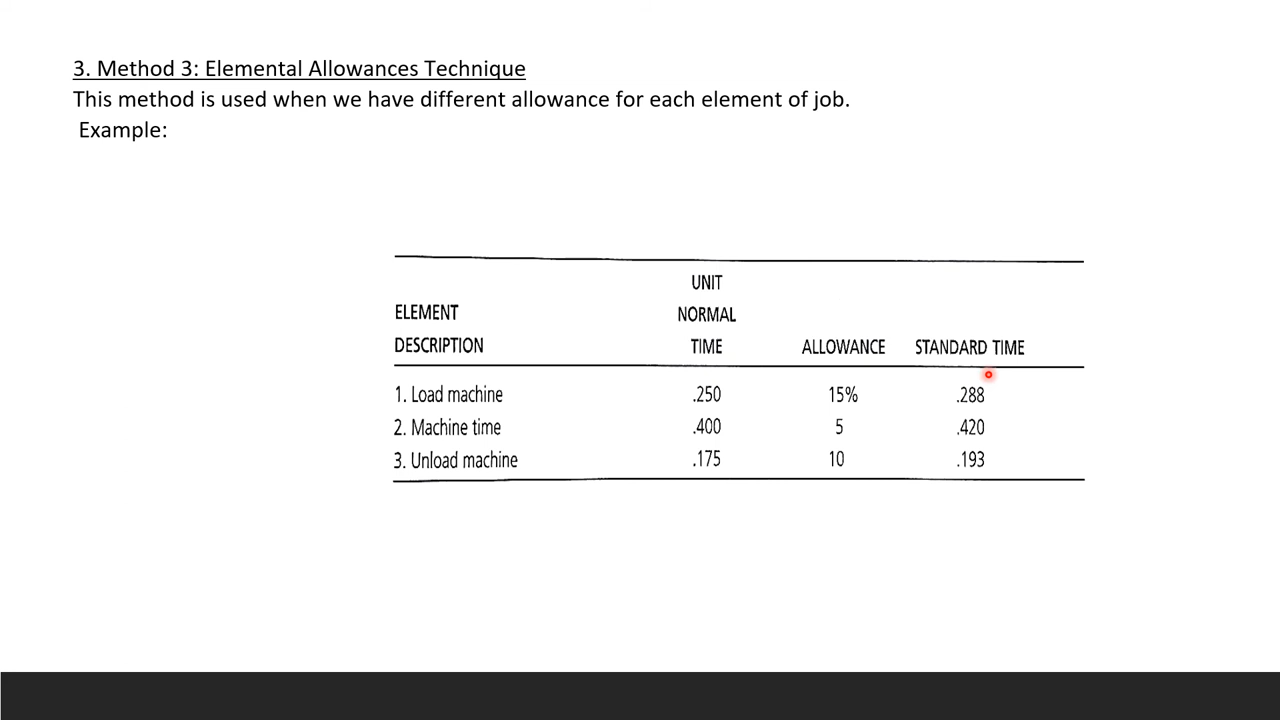 3. Method 3: Elemental Allowances Technique
This method is used when we have different allowance for each element of job.
Example:
UNIT
ELEMENT NORMAL
DESCRIPTION TIME ALLOWANCE STANDARD TIME
1. Load machine .250 15% .288
2. Machine time .400 5 .420
3. Unload machine .175 10 .193